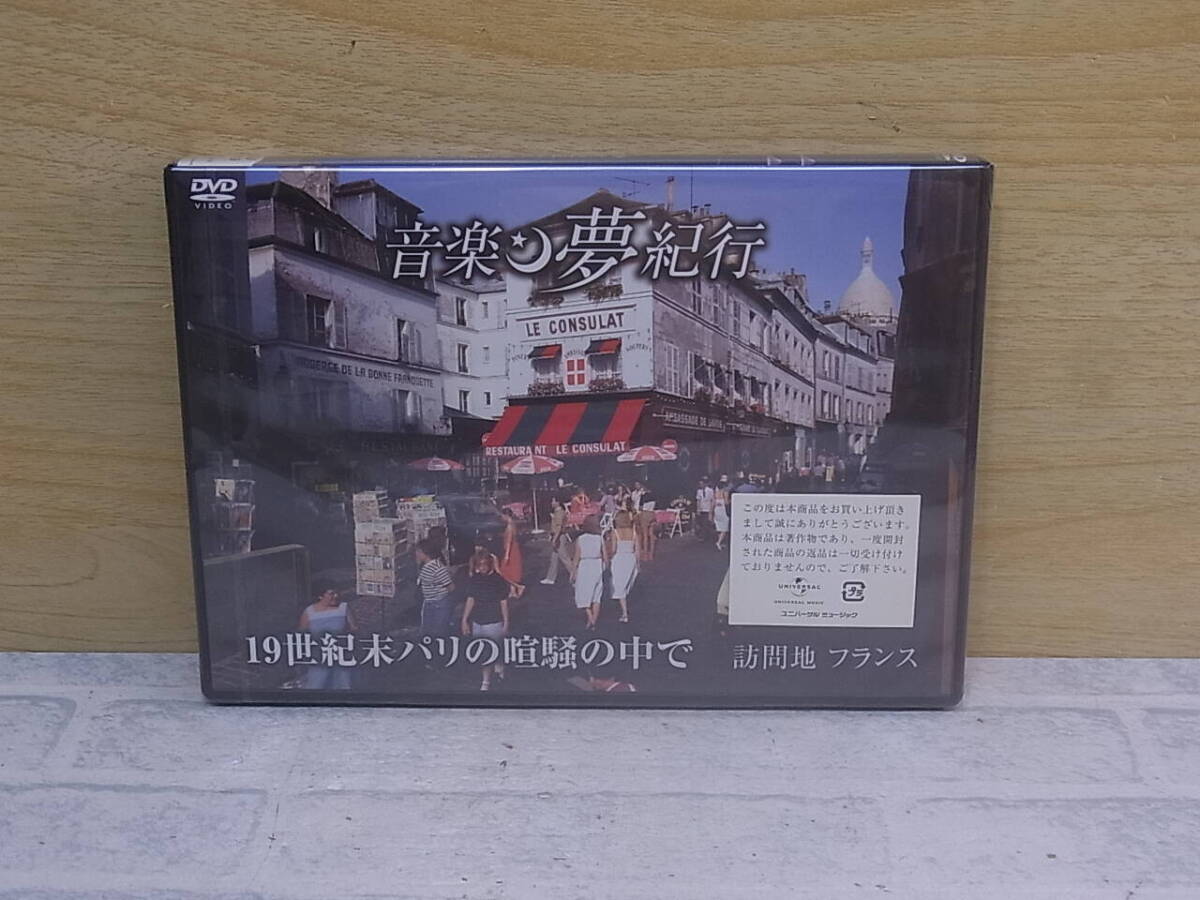 DVD
VIDEO
音楽夢紀行
LE CONSULAT
AUBERGE DE LA BONNE FRANQUETTE
RESTAURANT
RESTAURANT LE CONSULAT
この度は本商品をお買い上げ頂き
まして誠にありがとうございます。
本商品は著作物であり、一度開封
された商品の返品は一切受け付け
ておりませんので、ご了解下さい。
UNIVERSAL
UNIVERSAL MUSIC
ユニバーサル ミュージック
19世紀末パリの喧騒の中で
訪問地 フランス